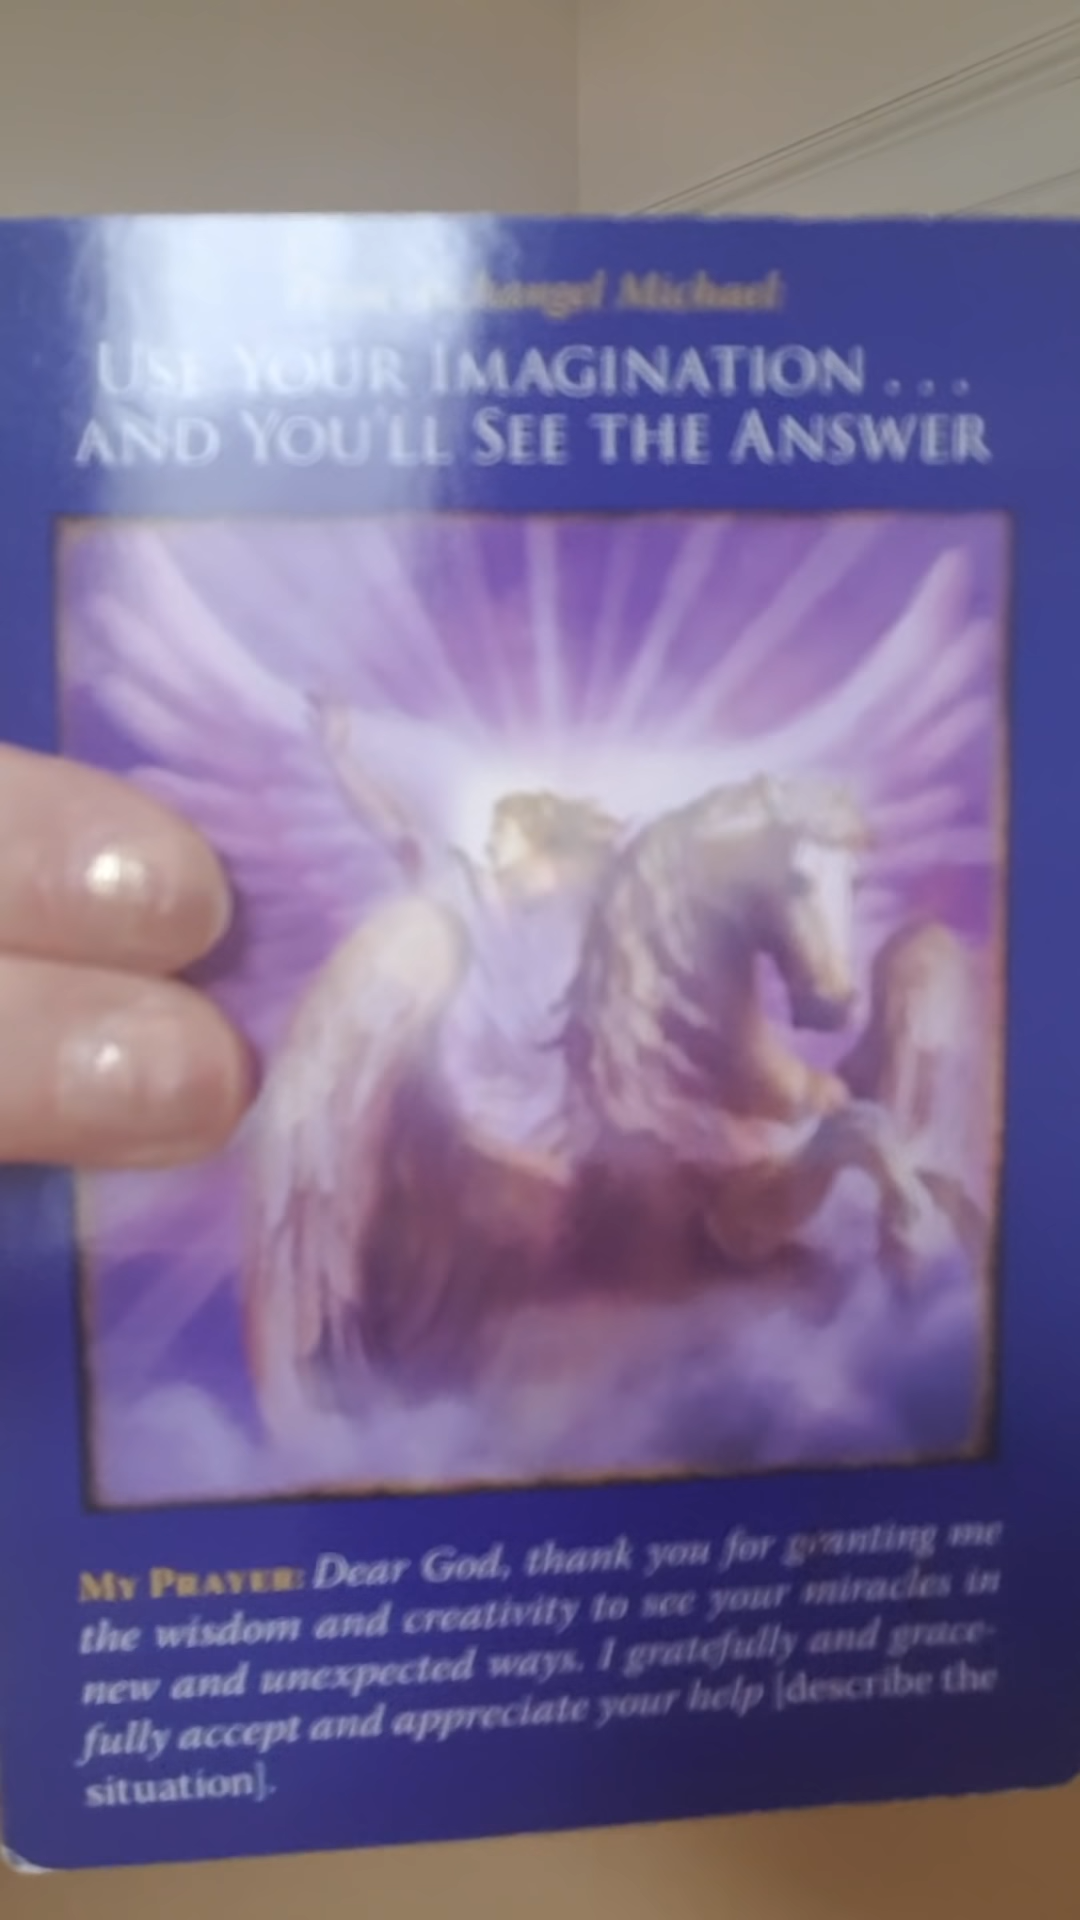 Archangel Michael
USE YOUR IMAGINATION . . .
AND YOU'LL SEE THE ANSWER
MY PRAYER: Dear God, thank you for granting me
the wisdom and creativity to see your miracles in
new and unexpected ways. I gratefully and grace-
fully accept and appreciate your help [describe the
situation].